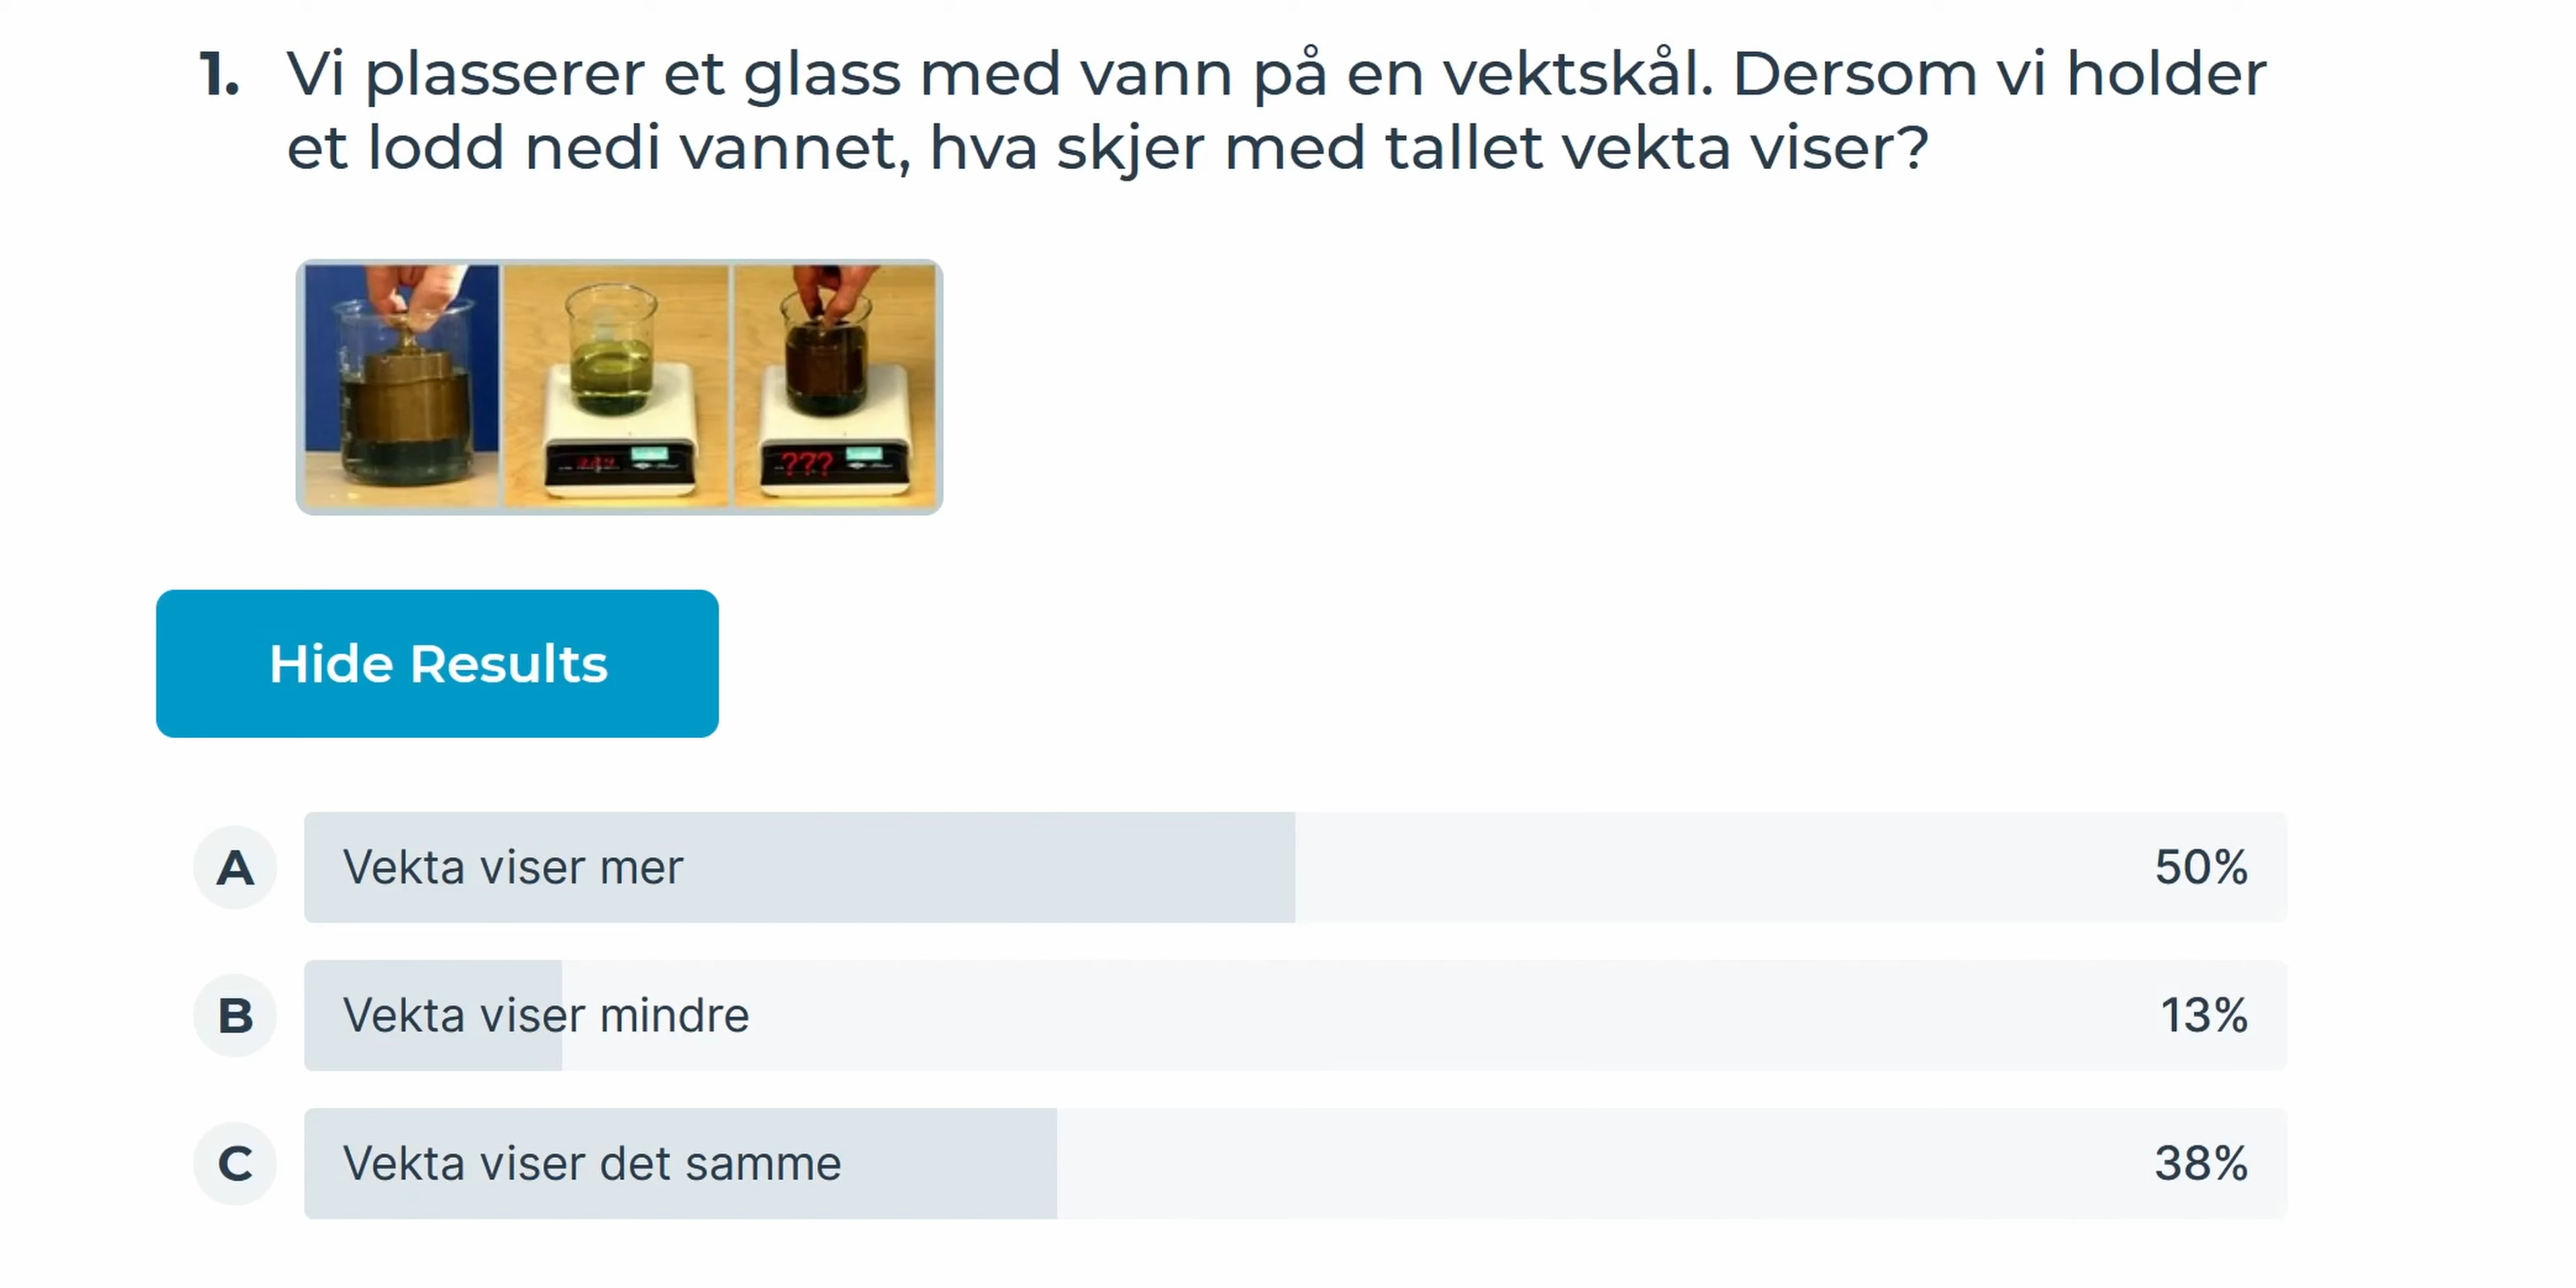 1. Vi plasserer et glass med vann på en vektskål. Dersom vi holder
et lodd nedi vannet, hva skjer med tallet vekta viser?
???
Hide Results
A Vekta viser mer 50%
B Vekta viser mindre 13%
C Vekta viser det samme 38%